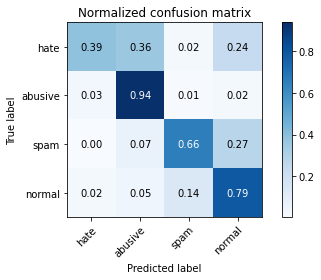 Normalized confusion matrix
True label
hate 0.39 0.36 0.02 0.24
abusive 0.03 0.94 0.01 0.02
spam 0.00 0.07 0.66 0.27
normal 0.02 0.05 0.14 0.79
hate abusive spam normal
Predicted label
0.8
0.6
0.4
0.2